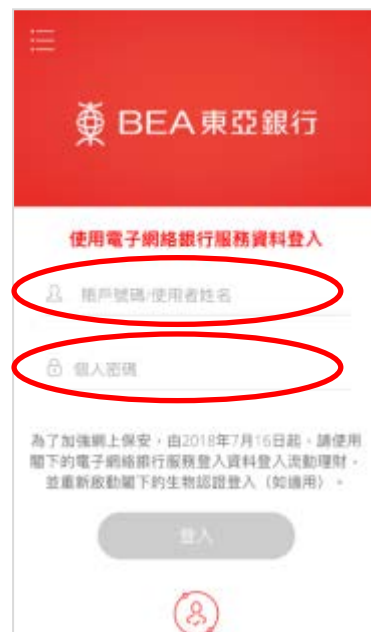 BEA東亞銀行
使用電子網絡銀行服務資料登入
賬戶號碼/使用者姓名
個人密碼
為了加強網上保安，由2018年7月16日起，請使用
閣下的電子網絡銀行服務登入資料登入流動理財，
並重新啟動閣下的生物認證登入（如適用）。
登入